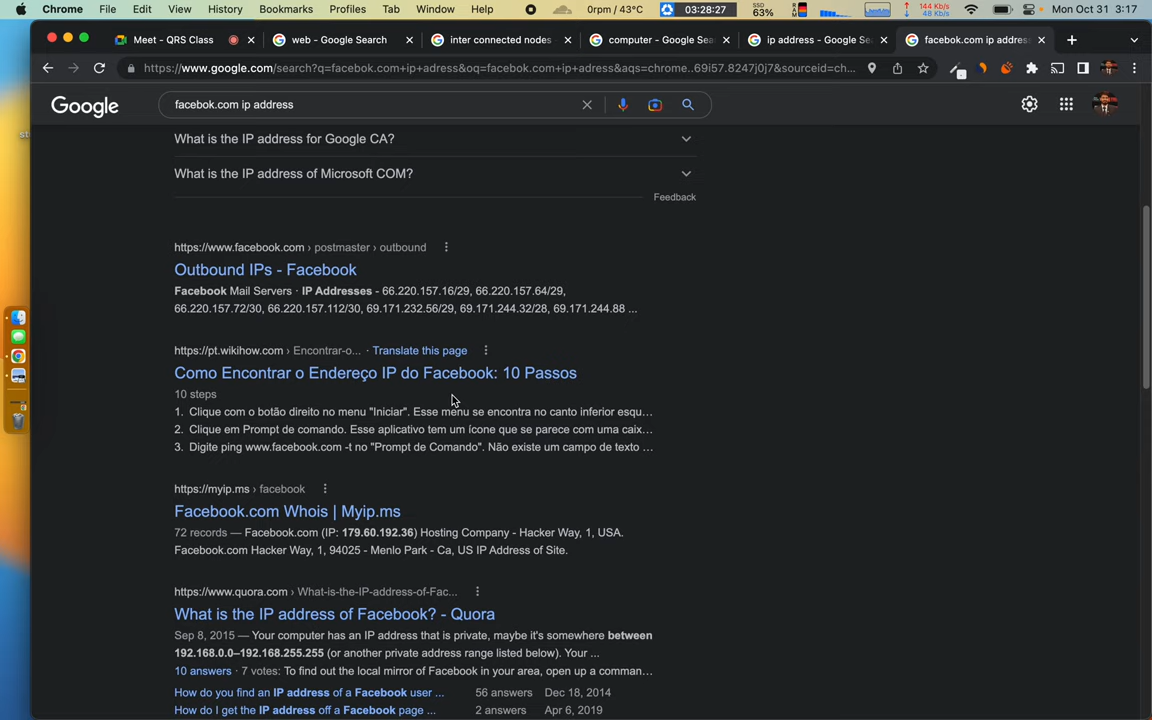 Chrome File Edit View History Bookmarks Profiles Tab Window Help 0rpm / 43°C 03:28:27 SSD 63% 144 Kb/s 48 Kb/s Mon Oct 31 3:17
Meet - QRS Class web - Google Search inter connected nodes - computer - Google Sea ip address - Google Se facebok.com ip addres
https://www.google.com/search?q=facebok.com+ip+adress&oq=facebok.com+ip+adress&aqs=chrome..69i57.8247j0j7&sourceid=ch...
Google facebok.com ip address
What is the IP address for Google CA?
What is the IP address of Microsoft COM?
Feedback
https://www.facebook.com › postmaster › outbound
Outbound IPs - Facebook
Facebook Mail Servers · IP Addresses - 66.220.157.16/29, 66.220.157.64/29,
66.220.157.72/30, 66.220.157.112/30, 69.171.232.56/29, 69.171.244.32/28, 69.171.244.88 ...
https://pt.wikihow.com › Encontrar-o... · Translate this page
Como Encontrar o Endereço IP do Facebook: 10 Passos
10 steps
1. Clique com o botão direito no menu "Iniciar". Esse menu se encontra no canto inferior esqu...
2. Clique em Prompt de comando. Esse aplicativo tem um ícone que se parece com uma caix...
3. Digite ping www.facebook.com -t no "Prompt de Comando". Não existe um campo de texto ...
https://myip.ms › facebook
Facebook.com Whois | Myip.ms
72 records — Facebook.com (IP: 179.60.192.36) Hosting Company - Hacker Way, 1, USA.
Facebook.com Hacker Way, 1, 94025 - Menlo Park - Ca, US IP Address of Site.
https://www.quora.com › What-is-the-IP-address-of-Fac...
What is the IP address of Facebook? - Quora
Sep 8, 2015 — Your computer has an IP address that is private, maybe it's somewhere between
192.168.0.0–192.168.255.255 (or another private address range listed below). Your ...
10 answers · 7 votes: To find out the local mirror of Facebook in your area, open up a comman...
How do you find an IP address of a Facebook user ... 56 answers Dec 18, 2014
How do I get the IP address off a Facebook page ... 2 answers Apr 6, 2019